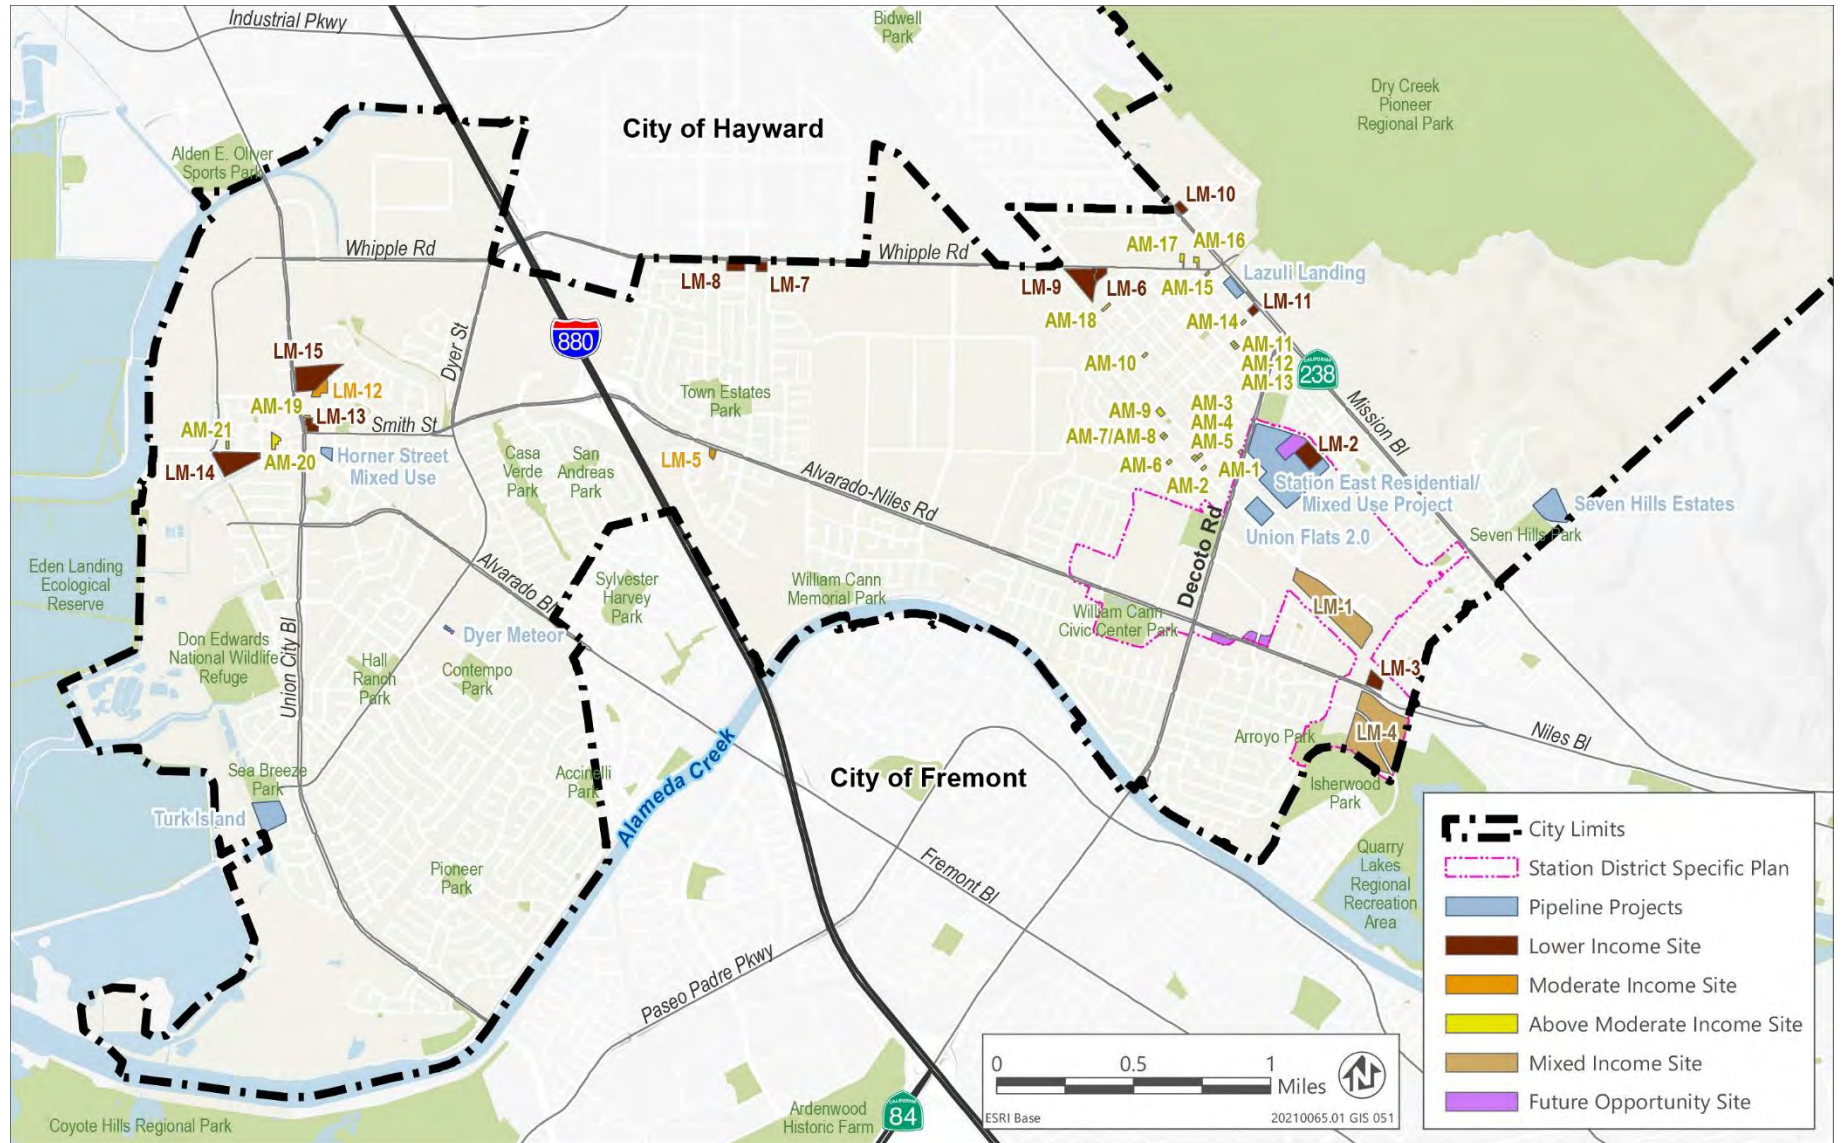 Industrial Pkwy
Bidwell
Park
Dry Creek
Pioneer
Regional Park
City of Hayward
Alden E. Oliver
Sports Park
LM-10
AM-17
AM-16
Whipple Rd
Whipple Rd
LM-8
LM-7
LM-9
LM-6
AM-15
Lazuli Landing
LM-11
AM-18
AM-14
880
Dyer St
AM-11
AM-12
AM-13
CALIFORNIA
238
AM-10
LM-15
LM-12
Town Estates
Park
AM-19
LM-13
Smith St
AM-9
AM-3
AM-4
AM-5
Mission Bl
AM-7/AM-8
AM-21
AM-20
LM-14
Horner Street
Mixed Use
Casa
Verde
Park
San
Andreas
Park
LM-5
AM-6
AM-2
AM-1
LM-2
Station East Residential/
Mixed Use Project
Alvarado-Niles Rd
Union Flats 2.0
Seven Hills Estates
Seven Hills Park
Decoto Rd
Eden Landing
Ecological
Reserve
Alvarado Bl
Sylvester
Harvey
Park
William Cann
Memorial Park
William Cann
Civic Center Park
LM-1
Don Edwards
National Wildlife
Refuge
Dyer Meteor
Hall
Ranch
Park
Contempo
Park
Union City Bl
LM-3
LM-4
Arroyo Park
Niles Bl
Sea Breeze
Park
Accinelli
Park
Alameda Creek
City of Fremont
Isherwood
Park
Turk Island
Pioneer
Park
Fremont Bl
Quarry
Lakes
Regional
Recreation
Area
Paseo Padre Pkwy
City Limits
Station District Specific Plan
Pipeline Projects
Lower Income Site
Moderate Income Site
Above Moderate Income Site
Mixed Income Site
Future Opportunity Site
0 0.5 1
Miles
N
ESRI Base
20210065.01 GIS 051
Coyote Hills Regional Park
Ardenwood
Historic Farm
CALIFORNIA
84